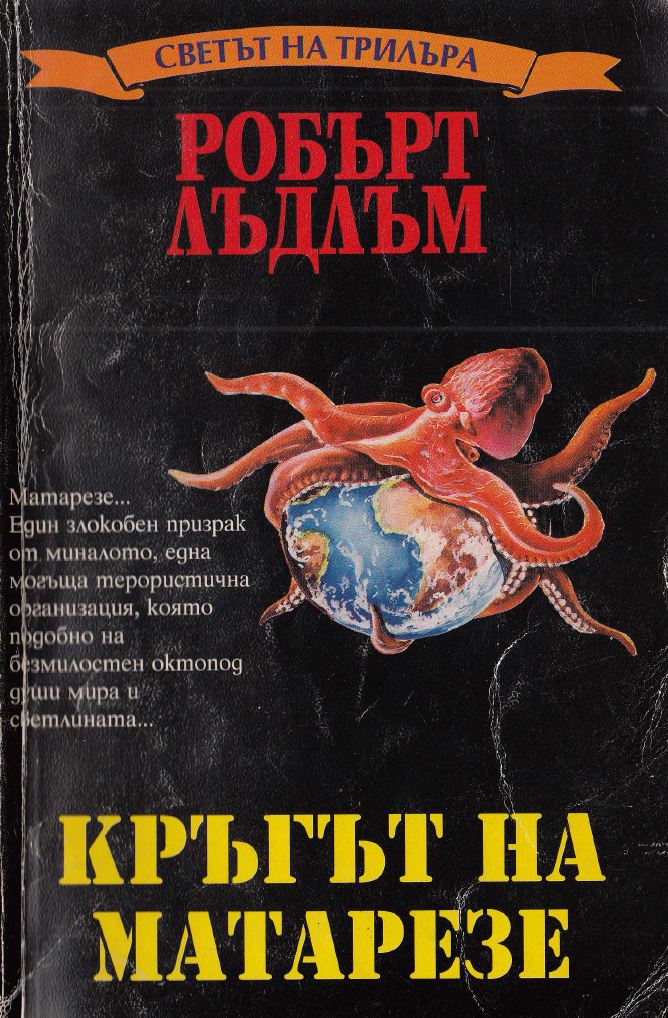 СВЕТЪТ НА ТРИЛЪРА
РОБЪРТ
ЛЪДЛЪМ
Матарезе...
Един злокобен призрак
от миналото, една
могъща терористична
организация, която
подобно на
безмилостен октопод
души мира и
светлината...
КРЪГЪТ НА
МАТАРЕЗЕ